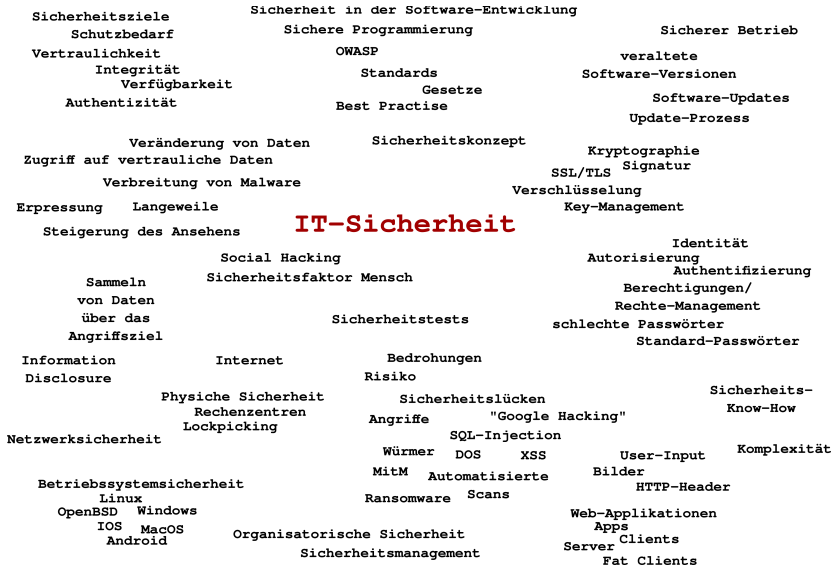 Sicherheit in der Software-Entwicklung
Sicherheitsziele
Schutzbedarf
Sichere Programmierung
Sicherer Betrieb
Vertraulichkeit
OWASP
veraltete
Integrität
Standards
Software-Versionen
Verfügbarkeit
Gesetze
Authentizität
Best Practise
Software-Updates
Update-Prozess
Veränderung von Daten
Sicherheitskonzept
Kryptographie
Zugriff auf vertrauliche Daten
Signatur
SSL/TLS
Verbreitung von Malware
Verschlüsselung
Erpressung
Langeweile
Key-Management
IT-Sicherheit
Steigerung des Ansehens
Identität
Social Hacking
Autorisierung
Authentifizierung
Sicherheitsfaktor Mensch
Sammeln
von Daten
über das
Angriffsziel
Berechtigungen/
Rechte-Management
Sicherheitstests
schlechte Passwörter
Standard-Passwörter
Information
Disclosure
Internet
Bedrohungen
Risiko
Sicherheits-
Know-How
Physiche Sicherheit
Rechenzentren
Lockpicking
Sicherheitslücken
Angriffe
"Google Hacking"
Netzwerksicherheit
SQL-Injection
Würmer
DOS
XSS
User-Input
Komplexität
MitM
Automatisierte
Scans
Bilder
HTTP-Header
Betriebssystemsicherheit
Linux
Ransomware
OpenBSD
Windows
Web-Applikationen
IOS
MacOS
Apps
Android
Organisatorische Sicherheit
Clients
Server
Sicherheitsmanagement
Fat Clients